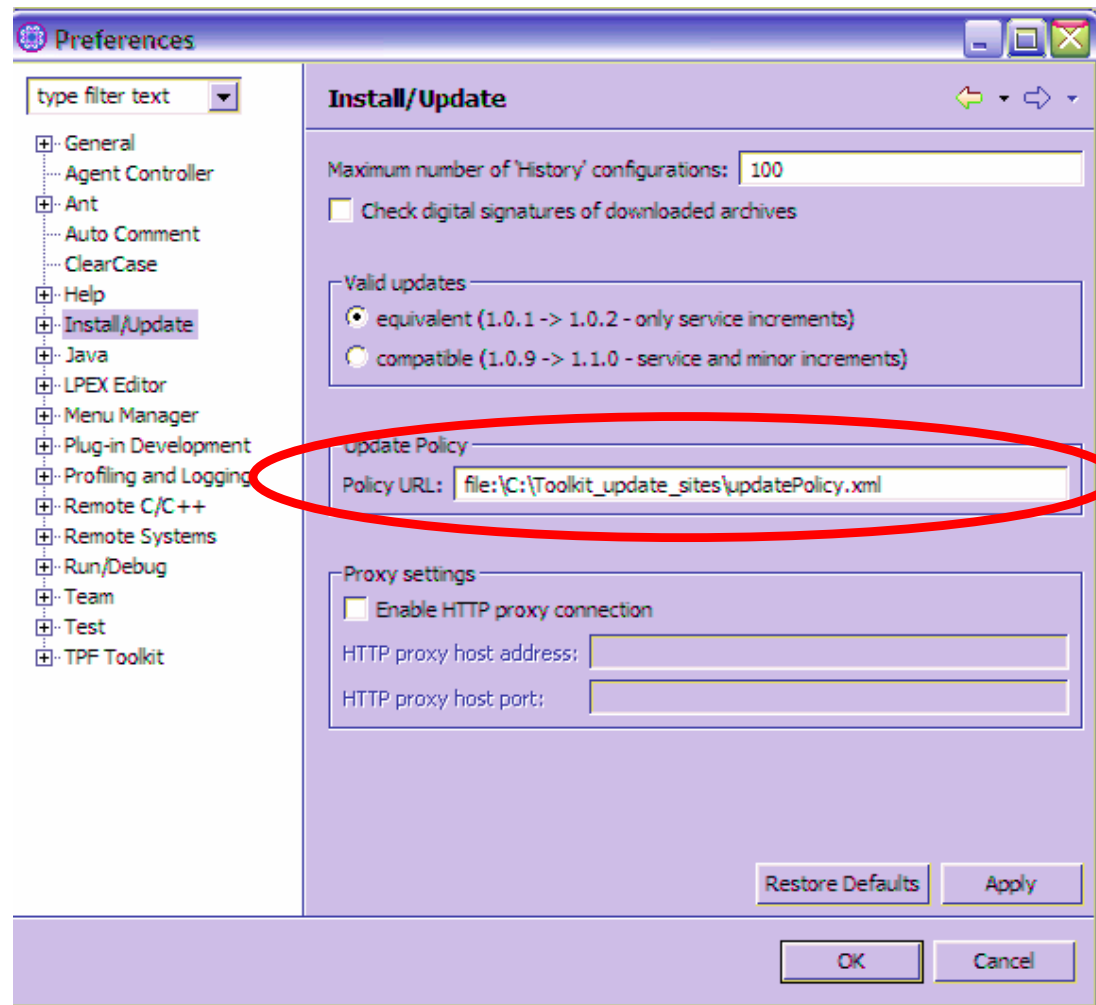 Preferences
type filter text
General
Agent Controller
Ant
Auto Comment
ClearCase
Help
Install/Update
Java
LPEX Editor
Menu Manager
Plug-in Development
Profiling and Logging
Remote C/C++
Remote Systems
Run/Debug
Team
Test
TPF Toolkit
Install/Update
Maximum number of 'History' configurations: 100
Check digital signatures of downloaded archives
Valid updates
equivalent (1.0.1 -> 1.0.2 - only service increments)
compatible (1.0.9 -> 1.1.0 - service and minor increments)
Update Policy
Policy URL: file:\C:\Toolkit_update_sites\updatePolicy.xml
Proxy settings
Enable HTTP proxy connection
HTTP proxy host address:
HTTP proxy host port:
Restore Defaults Apply
OK Cancel